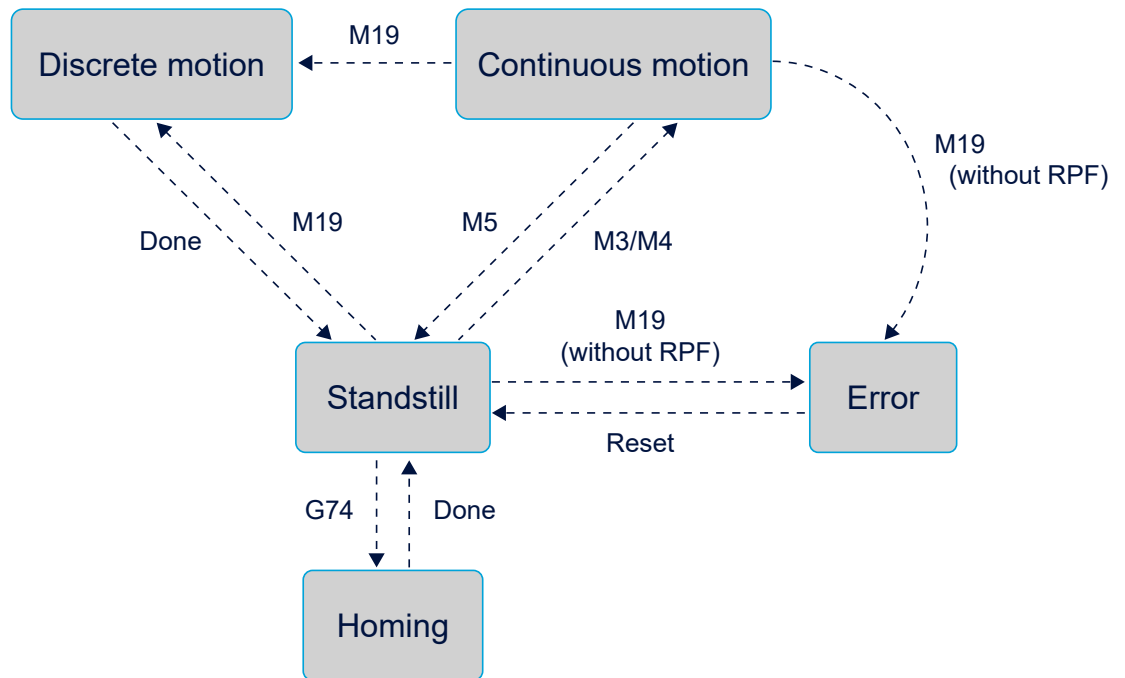 M19
Discrete motion
Continuous motion
M19
(without RPF)
M19
M5
Done
M3/M4
M19
(without RPF)
Standstill
Error
Reset
G74
Done
Homing